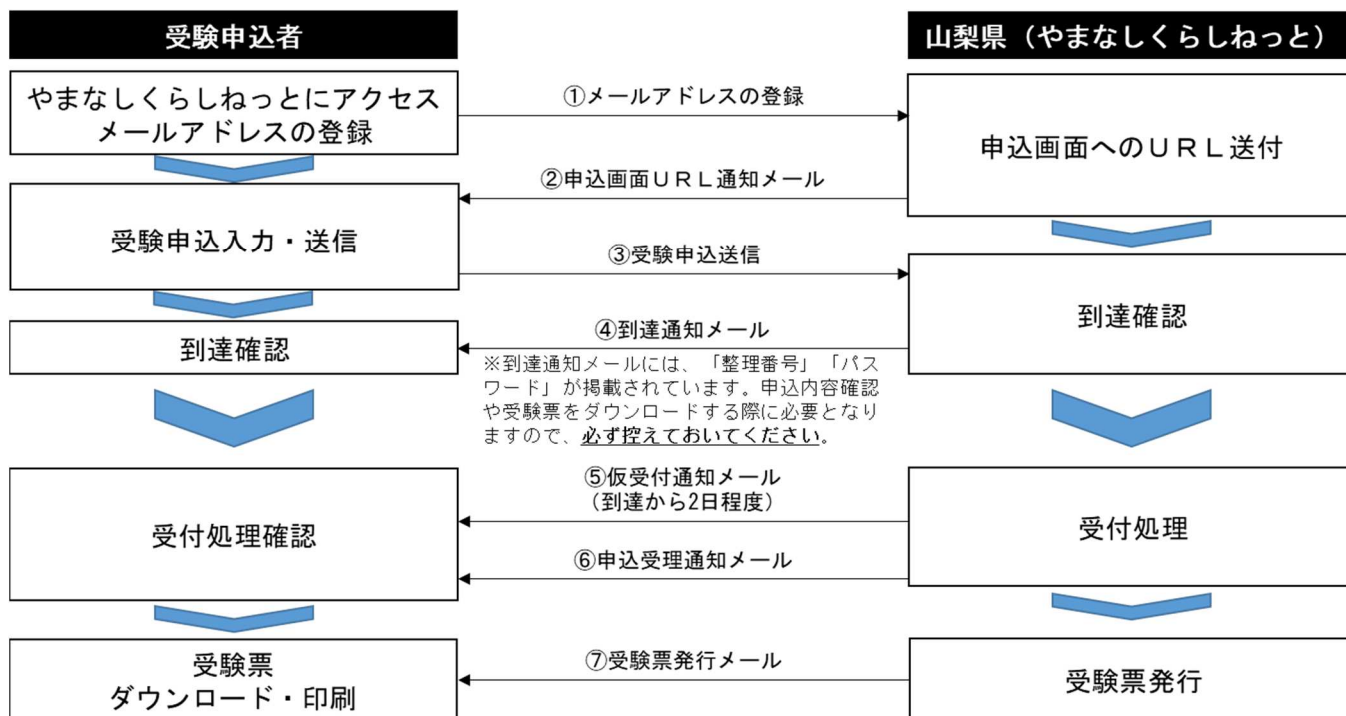 受験申込者
山梨県（やまなしくらしねっと）
やまなしくらしねっとにアクセス
メールアドレスの登録
①メールアドレスの登録
申込画面へのＵＲＬ送付
②申込画面ＵＲＬ通知メール
受験申込入力・送信
③受験申込送信
到達確認
④到達通知メール
到達確認
※到達通知メールには、「整理番号」「パス
ワード」が掲載されています。申込内容確認
や受験票をダウンロードする際に必要となり
ますので、必ず控えておいてください。
⑤仮受付通知メール
（到達から2日程度）
受付処理確認
受付処理
⑥申込受理通知メール
受験票
ダウンロード・印刷
⑦受験票発行メール
受験票発行